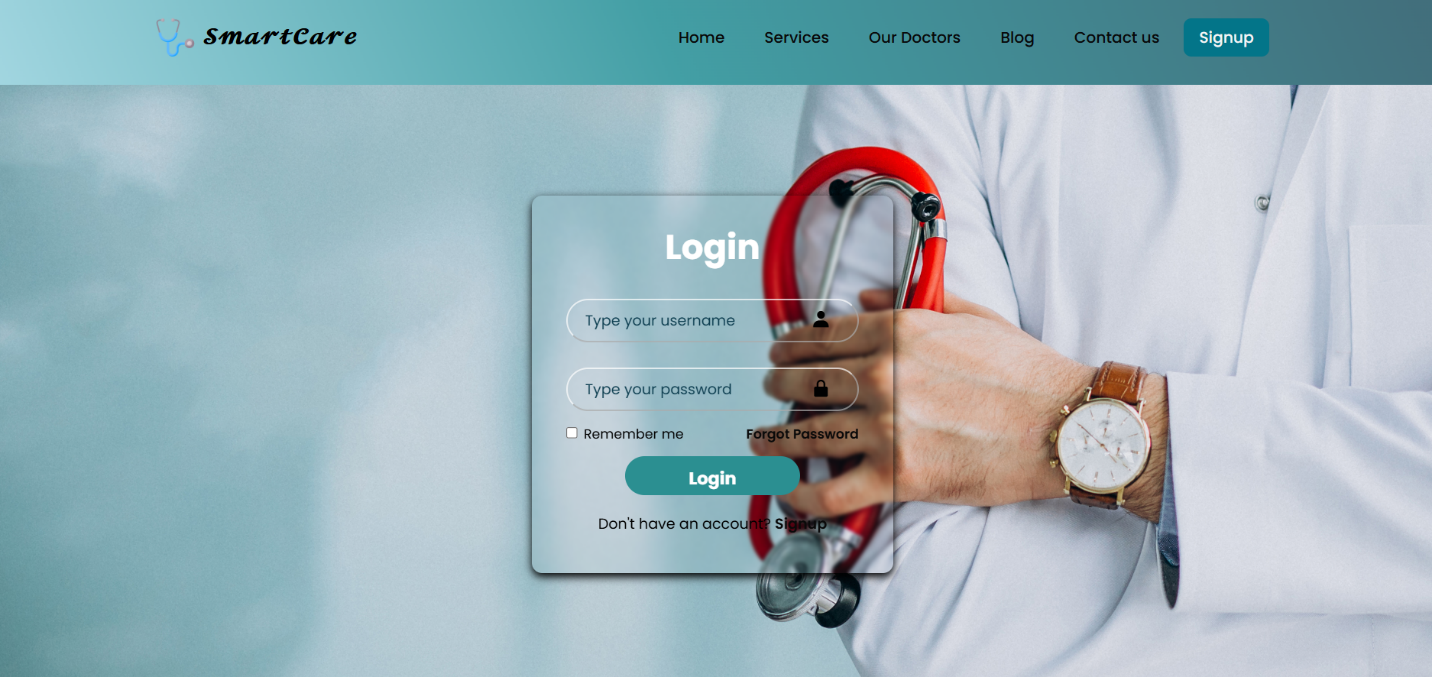 SmartCare Home Services Our Doctors Blog Contact us Signup
Login
Type your username
Type your password
Remember me Forgot Password
Login
Don't have an account? Signup